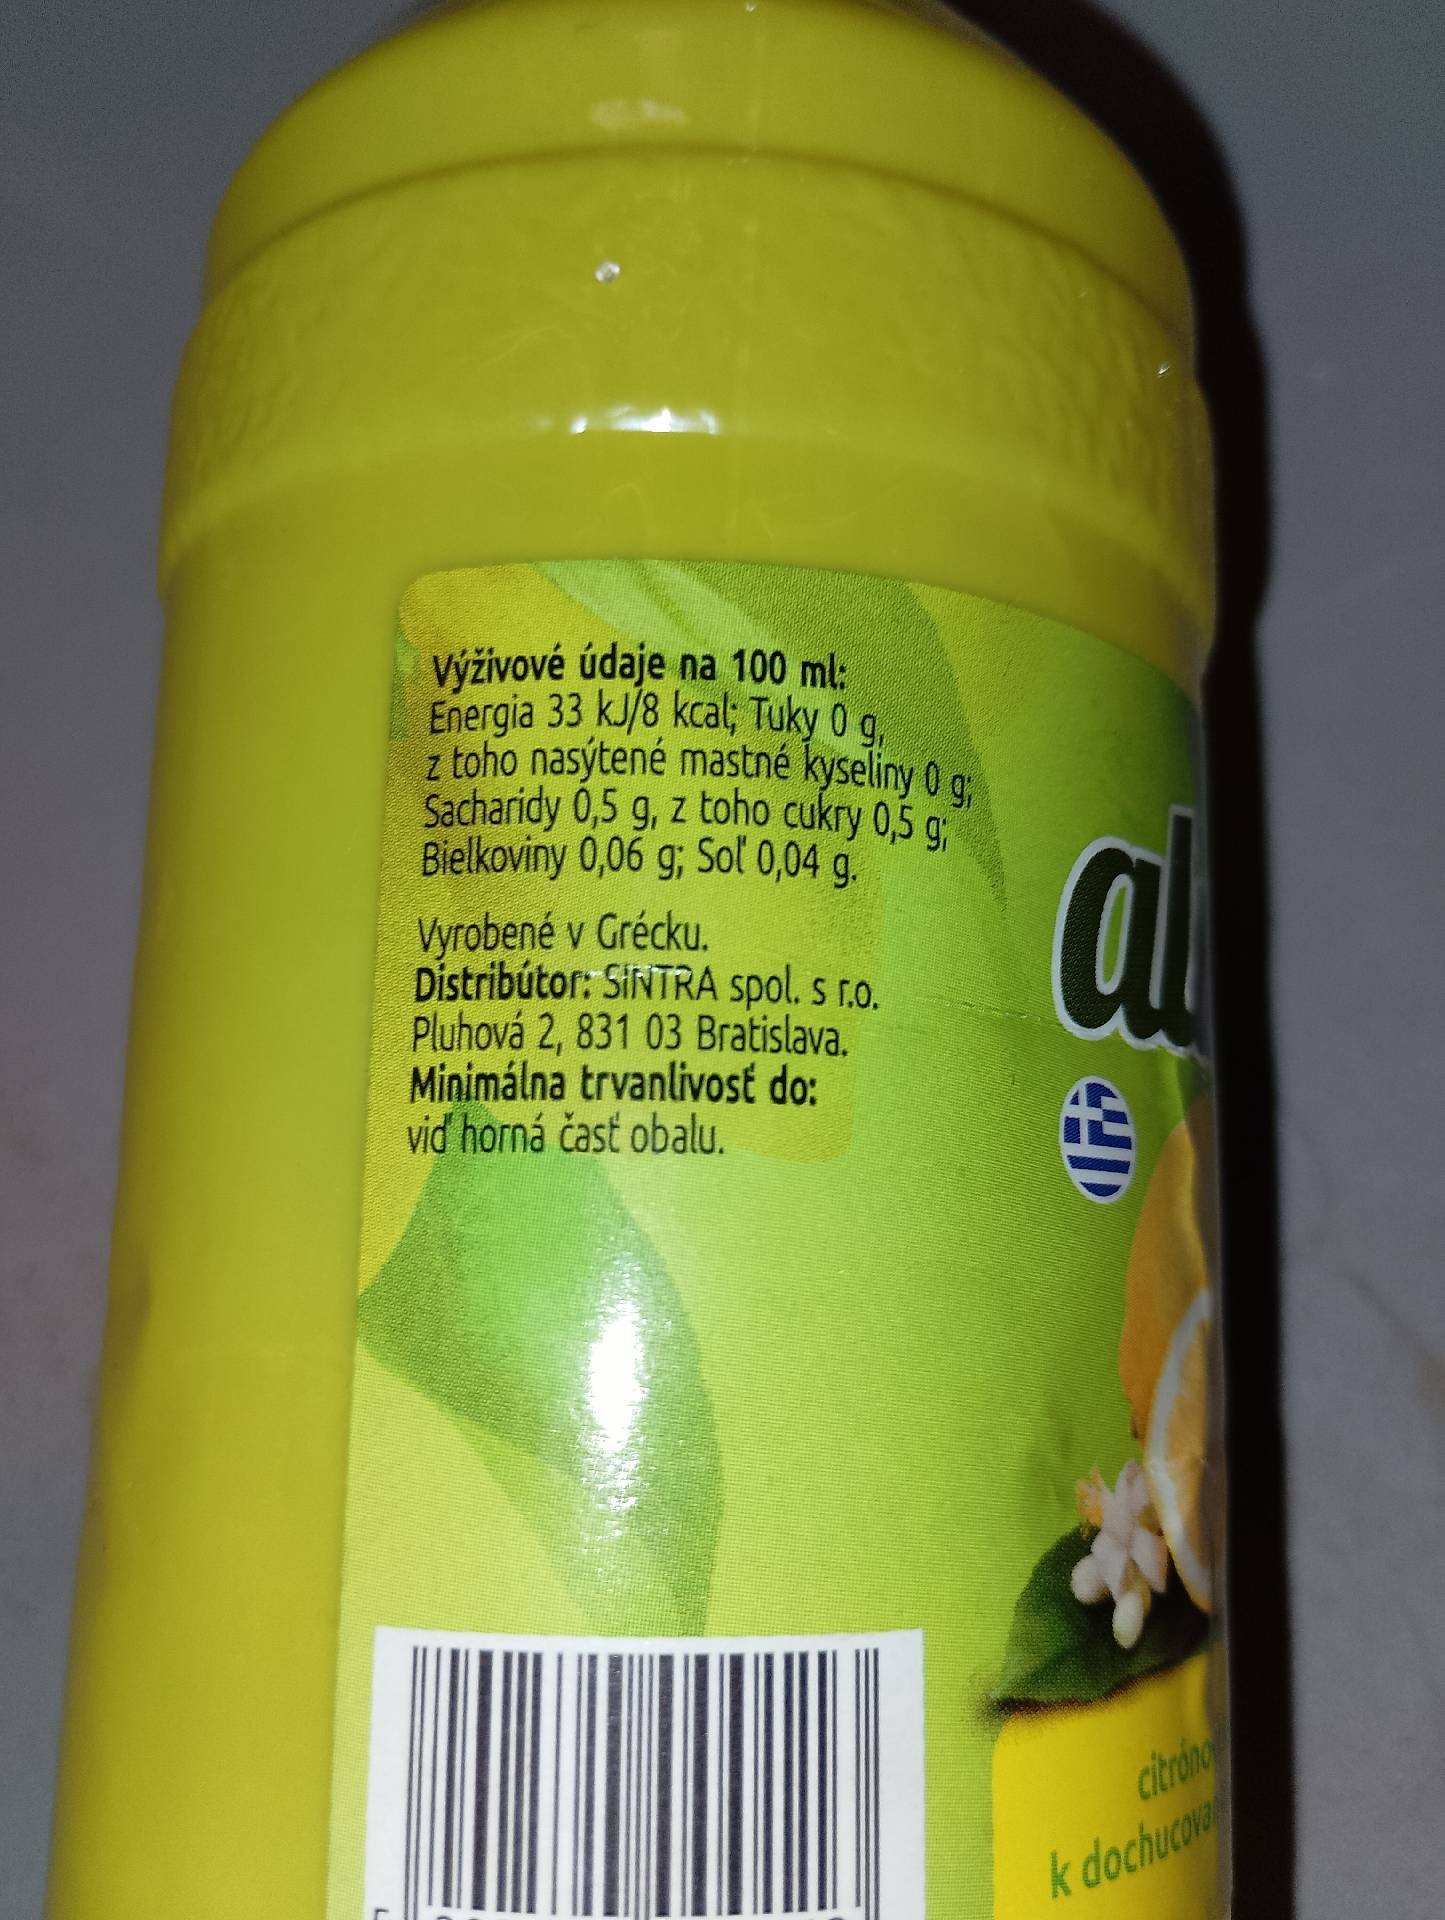 Výživové údaje na 100 ml:
Energia 33 kJ/8 kcal; Tuky 0 g,
z toho nasýtené mastné kyseliny 0 g;
Sacharidy 0,5 g, z toho cukry 0,5 g;
Bielkoviny 0,06 g; Soľ 0,04 g.
Vyrobené v Grécku.
Distribútor: SINTRA spol. s r.o.
Pluhová 2, 831 03 Bratislava.
Minimálna trvanlivosť do:
viď horná časť obalu.
k